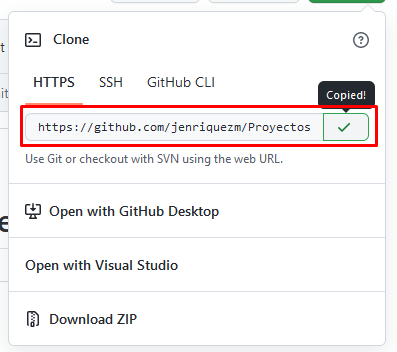 Clone
HTTPS SSH GitHub CLI
Copied!
https://github.com/jenriquezm/Proyectos
Use Git or checkout with SVN using the web URL.
Open with GitHub Desktop
Open with Visual Studio
Download ZIP